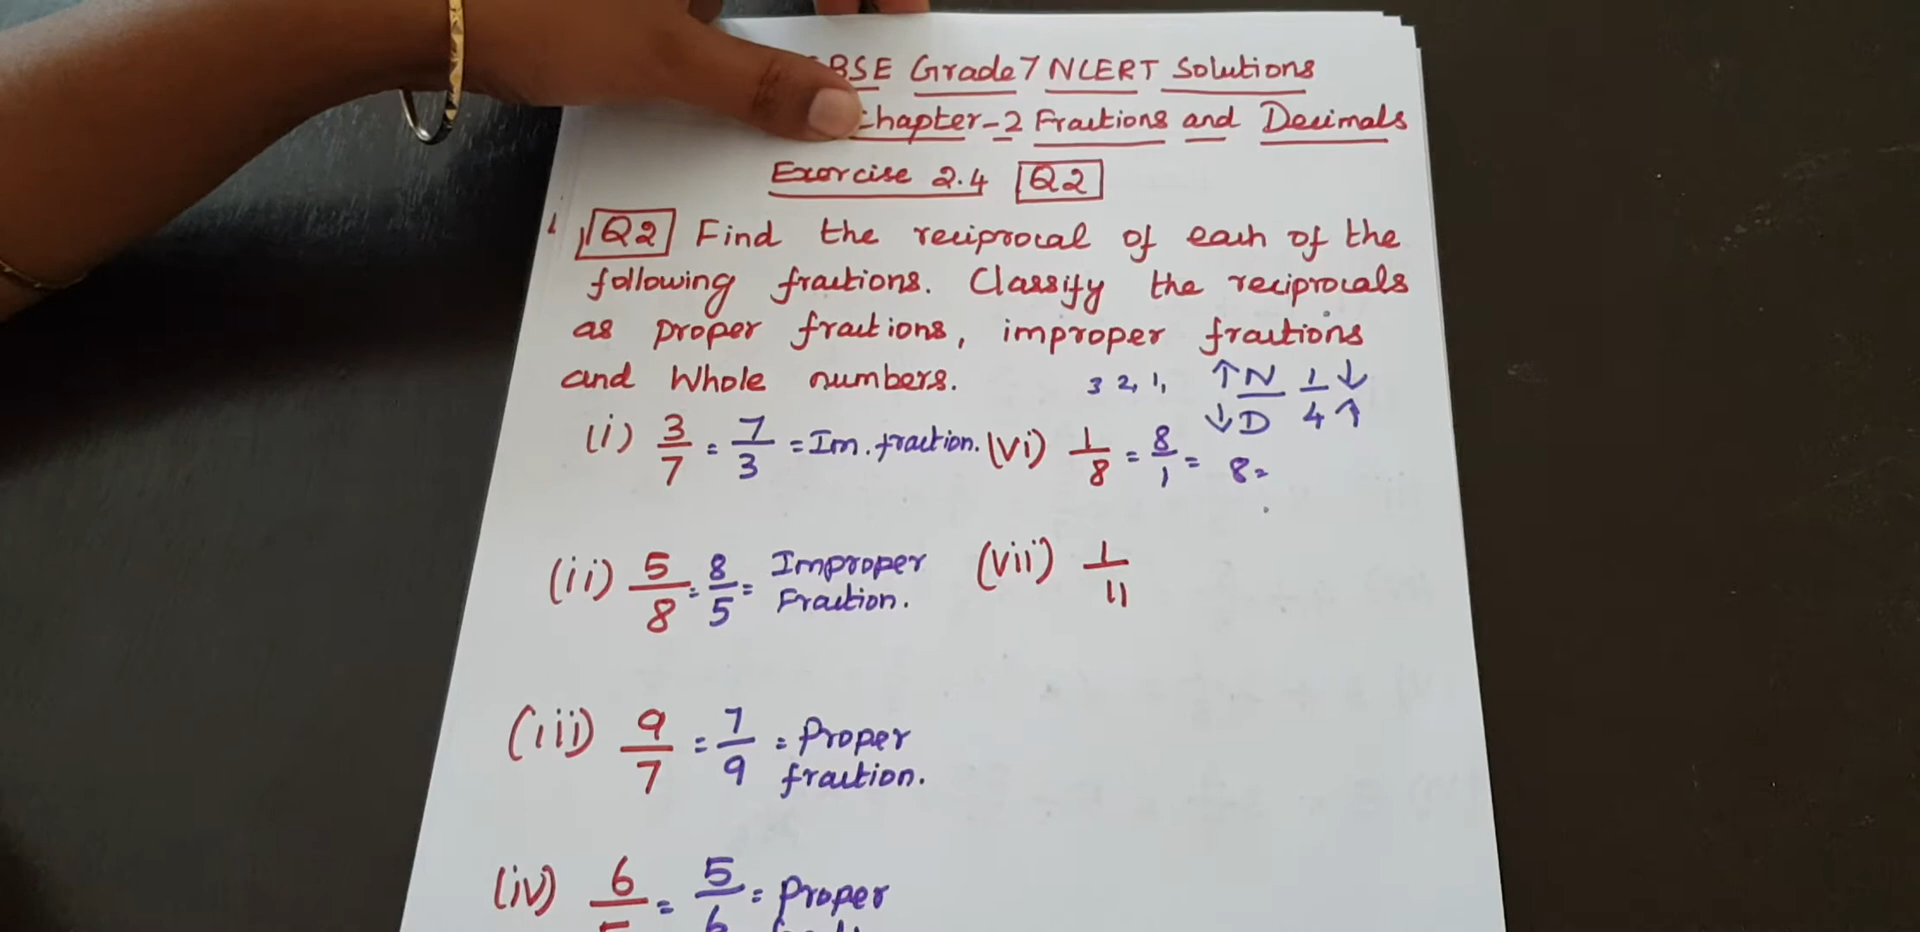 BSE Grade 7 NCERT Solutions
Chapter-2 Fractions and Decimals
Exercise 2.4 Q2
Q2 Find the reciprocal of each of the
following fractions. Classify the reciprocals
as proper fractions, improper fractions
and Whole numbers.
3 2, 1, ↑N/↓D 1/4 ↓↑
(i) 3/7 = 7/3 = Im. fraction.
(vi) 1/8 = 8/1 = 8 =
(ii) 5/8 = 8/5 = Improper
Fraction.
(vii) 1/11
(iii) 9/7 = 7/9 = Proper
fraction.
(iv) 6/5 = 5/6 = Proper